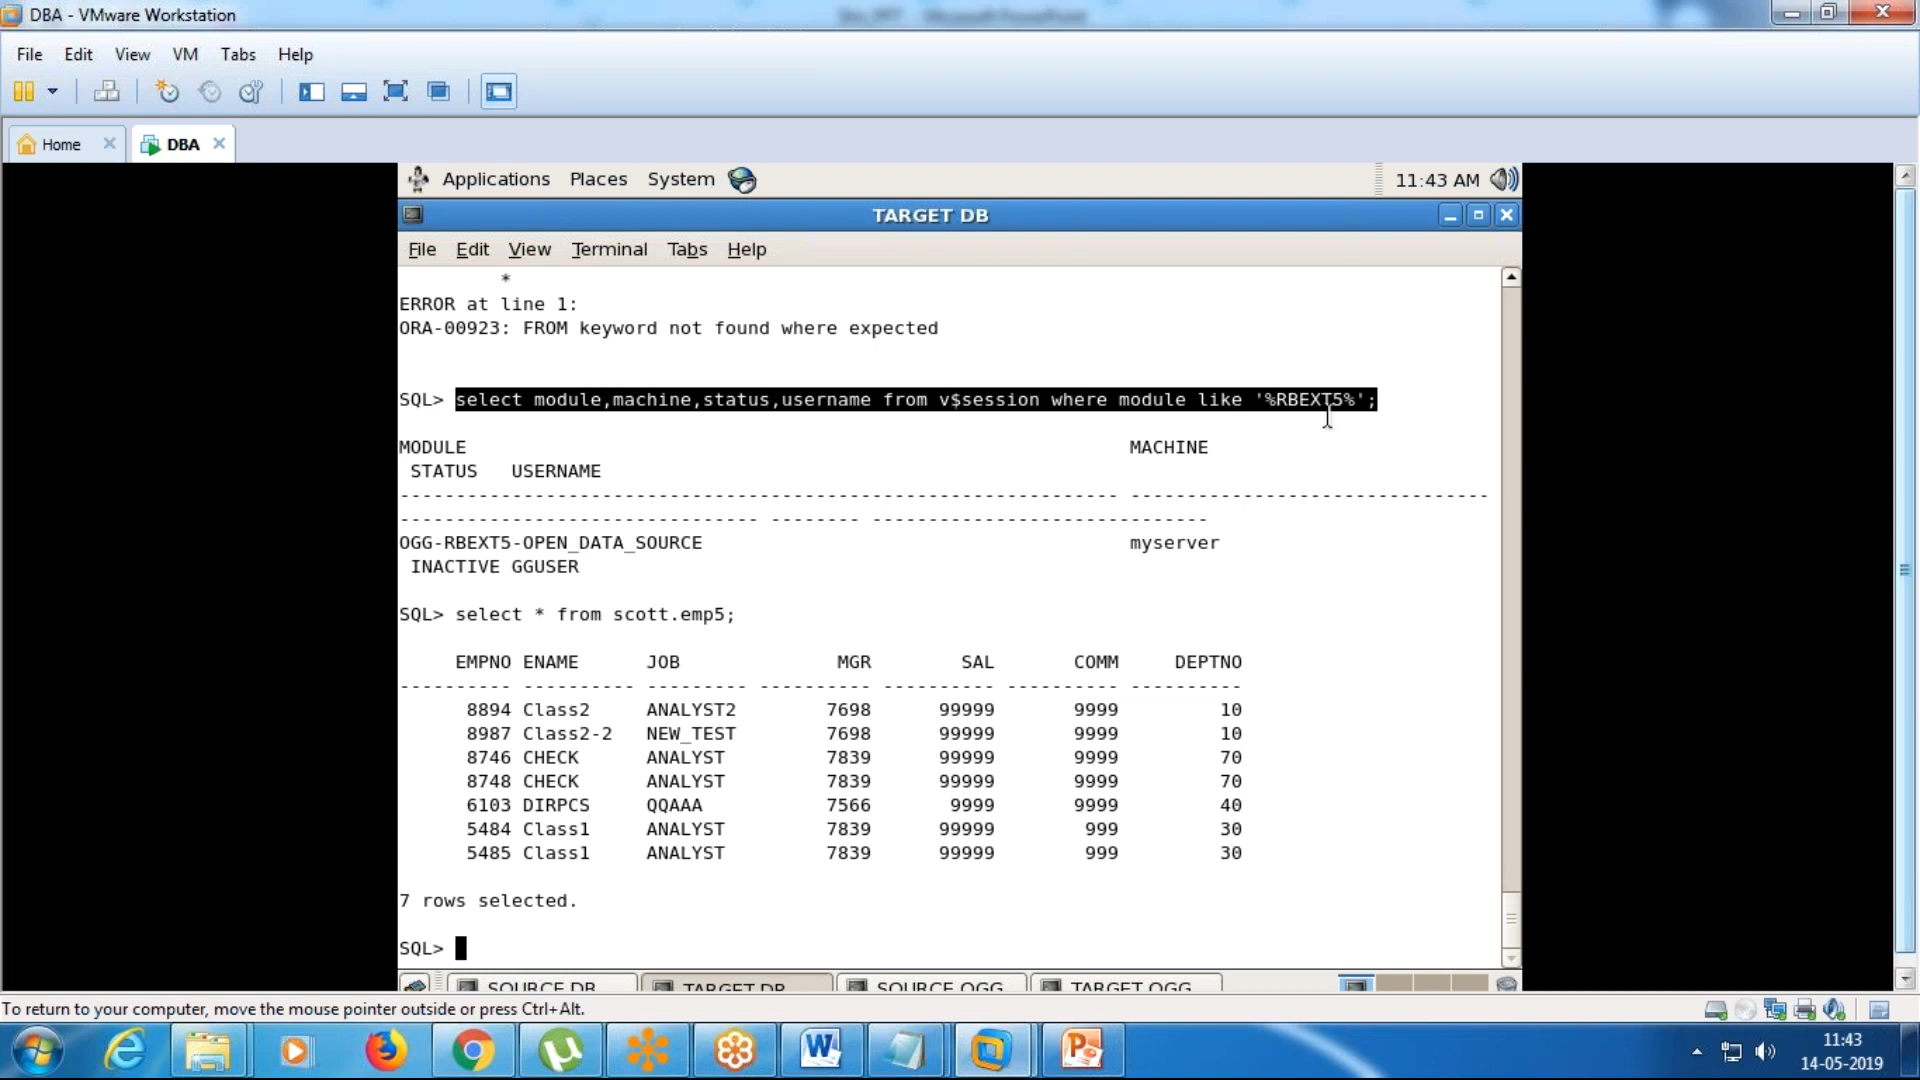 DBA - VMware Workstation
File Edit View VM Tabs Help
Home DBA
Applications Places System 11:43 AM
TARGET DB
File Edit View Terminal Tabs Help
*
ERROR at line 1:
ORA-00923: FROM keyword not found where expected
SQL> select module,machine,status,username from v$session where module like '%RBEXT5%';
MODULE MACHINE
STATUS USERNAME
---------------------------------------------------------------- --------------------------------
-------------------------------- -------- ------------------------------
OGG-RBEXT5-OPEN_DATA_SOURCE myserver
INACTIVE GGUSER
SQL> select * from scott.emp5;
EMPNO ENAME JOB MGR SAL COMM DEPTNO
---------- ---------- --------- ---------- ---------- ---------- ----------
8894 Class2 ANALYST2 7698 99999 9999 10
8987 Class2-2 NEW_TEST 7698 99999 9999 10
8746 CHECK ANALYST 7839 99999 9999 70
8748 CHECK ANALYST 7839 99999 9999 70
6103 DIRPCS QQAAA 7566 9999 9999 40
5484 Class1 ANALYST 7839 99999 999 30
5485 Class1 ANALYST 7839 99999 999 30
7 rows selected.
SQL>
SOURCE DB TARGET DB SOURCE OGG TARGET OGG
To return to your computer, move the mouse pointer outside or press Ctrl+Alt.
11:43
14-05-2019